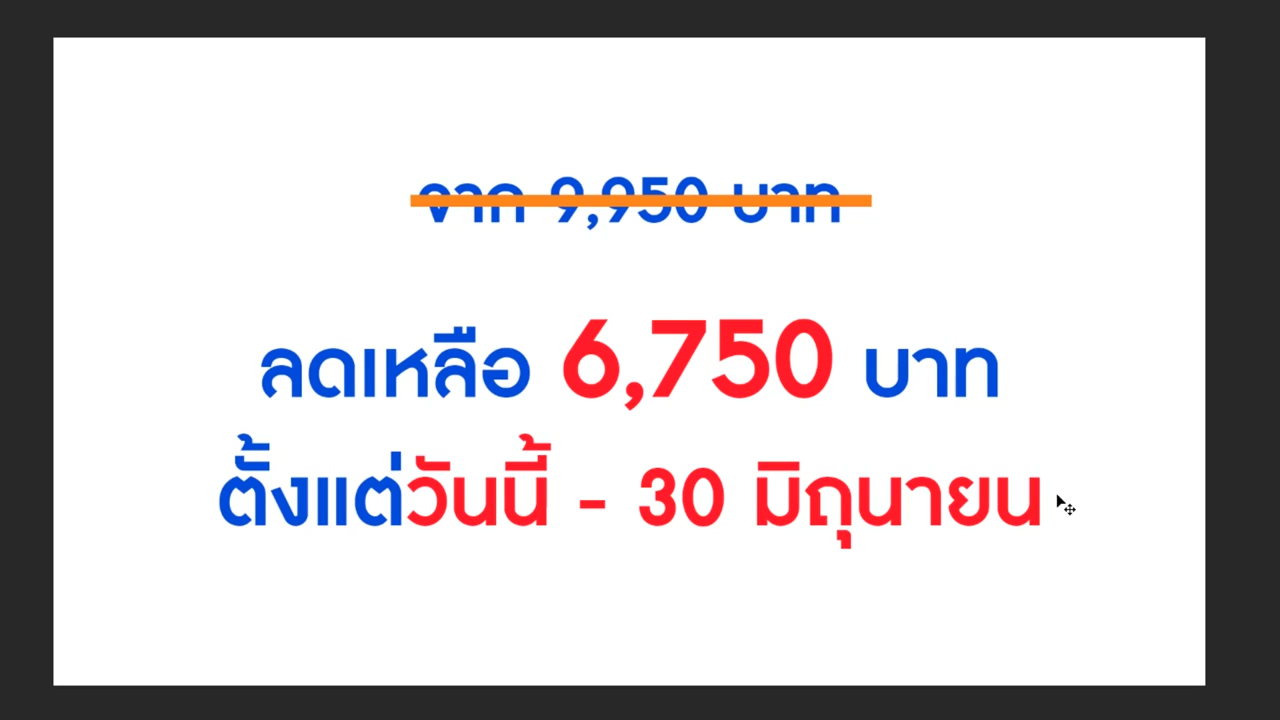 จาก 9,950 บาท
ลดเหลือ 6,750 บาท
ตั้งแต่วันนี้ - 30 มิถุนายน